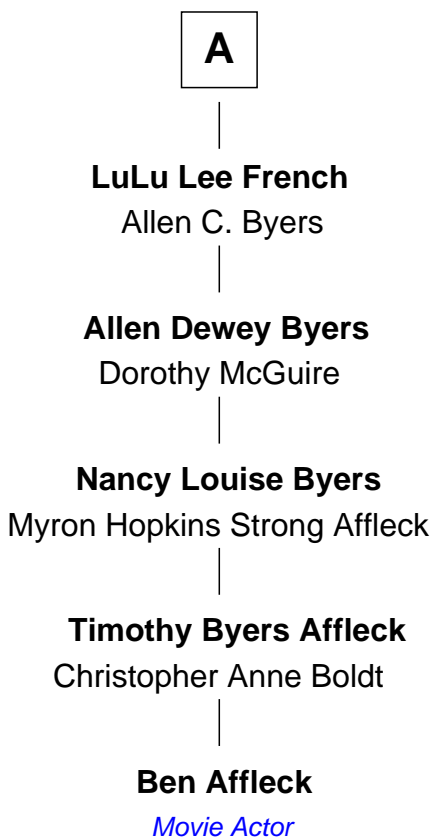 A
LuLu Lee French
Allen C. Byers
Allen Dewey Byers
Dorothy McGuire
Nancy Louise Byers
Myron Hopkins Strong Affleck
Timothy Byers Affleck
Christopher Anne Boldt
Ben Affleck
Movie Actor